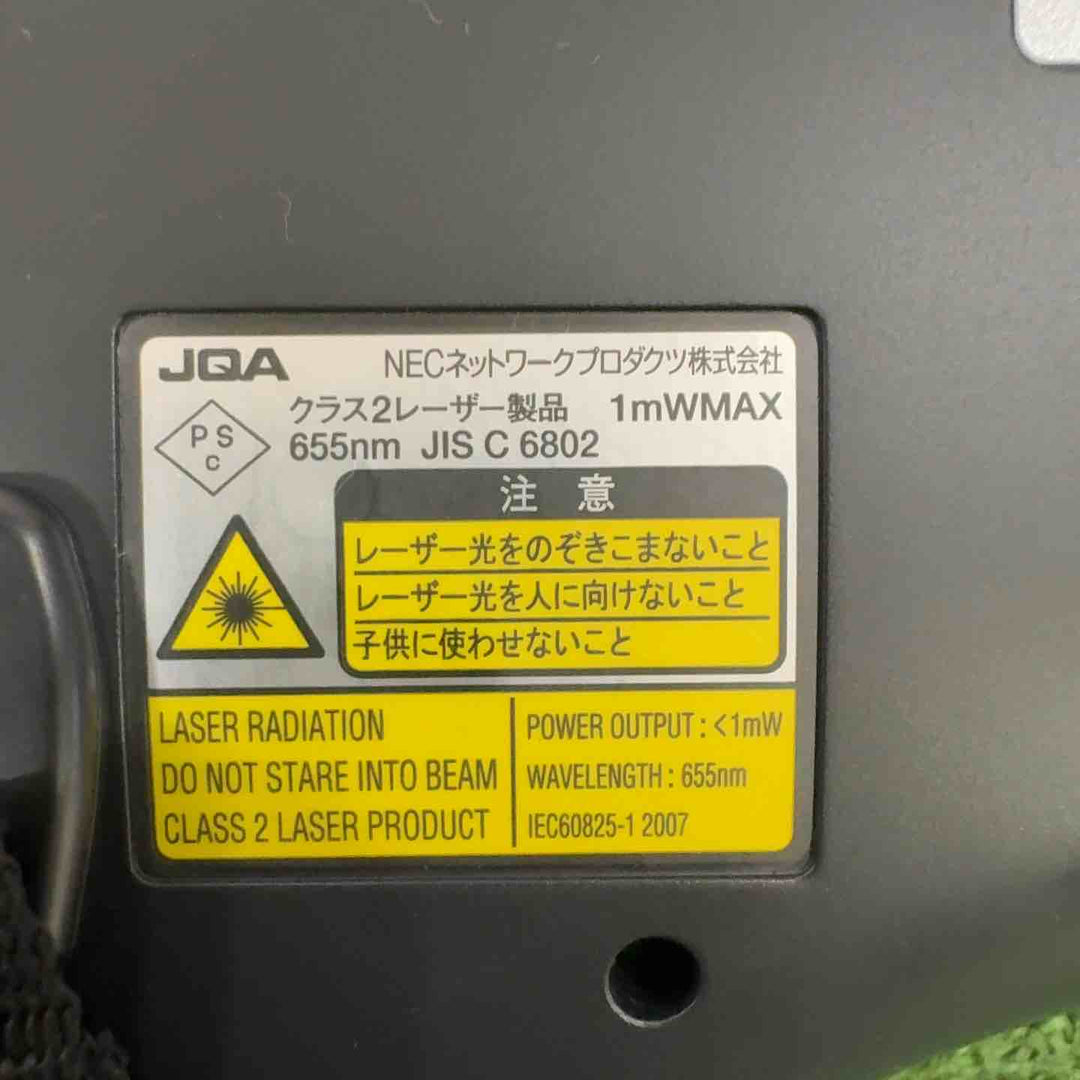 JQA NECネットワークプロダクツ株式会社
クラス2レーザー製品 1mWMAX
PS
C
655nm JIS C 6802
注 意
レーザー光をのぞきこまないこと
レーザー光を人に向けないこと
子供に使わせないこと
LASER RADIATION
DO NOT STARE INTO BEAM
CLASS 2 LASER PRODUCT
POWER OUTPUT : <1mW
WAVELENGTH : 655nm
IEC60825-1 2007